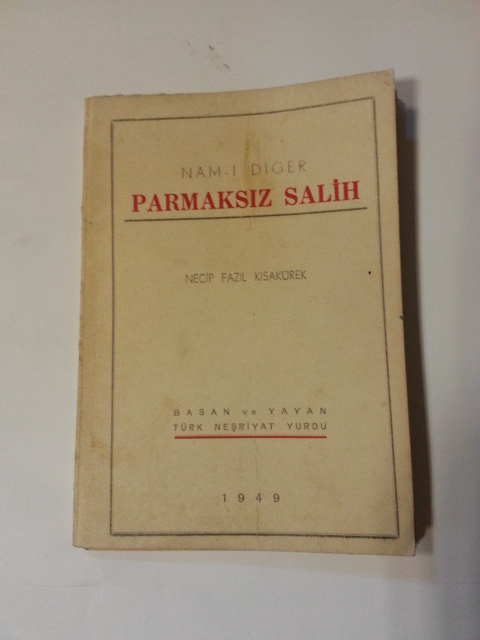 NAM-I DİGER
PARMAKSIZ SALİH
NECİP FAZIL KISAKÜREK
BASAN ve YAYAN
TÜRK NEŞRİYAT YURDU
1949